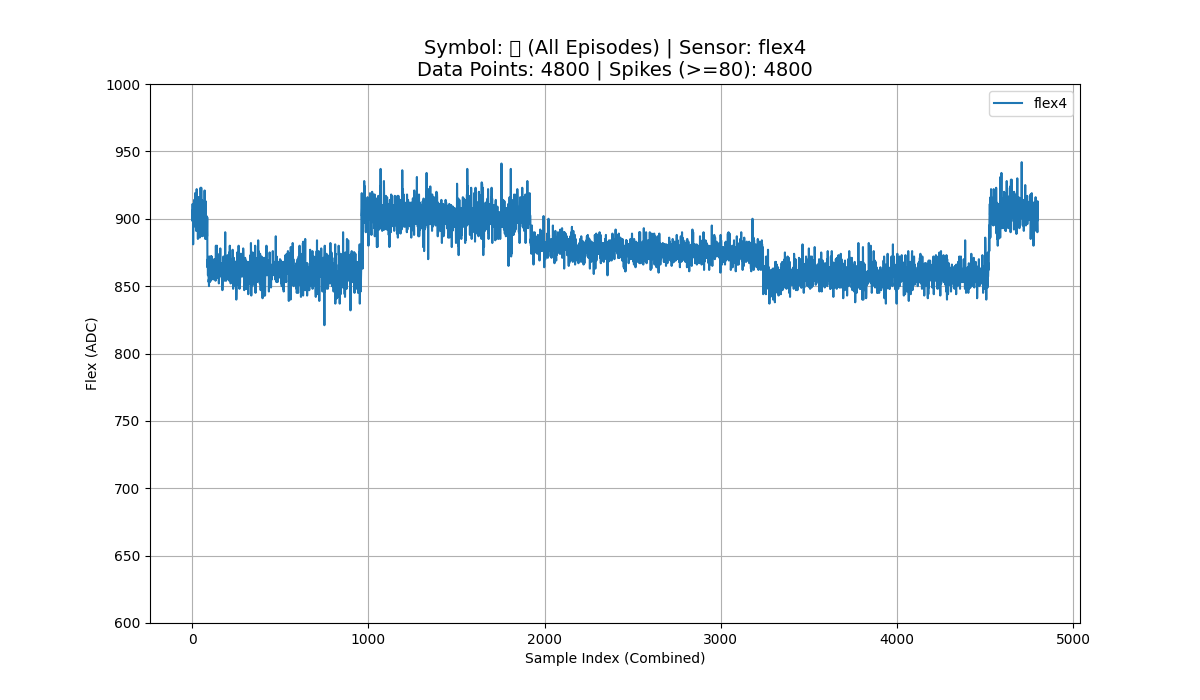 Symbol: (All Episodes) | Sensor: flex4
Data Points: 4800 | Spikes (>=80): 4800
flex4
Flex (ADC)
1000
950
900
850
800
750
700
650
600
0 1000 2000 3000 4000 5000
Sample Index (Combined)